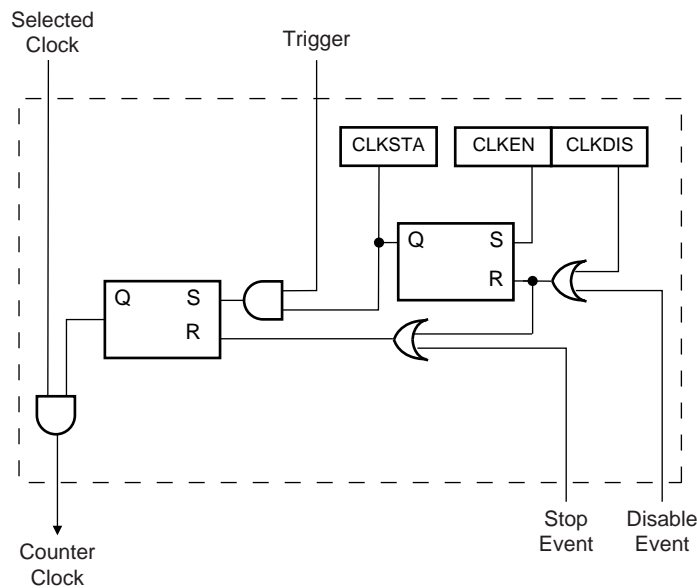 Selected
Clock
Trigger
CLKSTA
CLKEN
CLKDIS
Q
S
R
Q
S
R
Stop
Event
Disable
Event
Counter
Clock